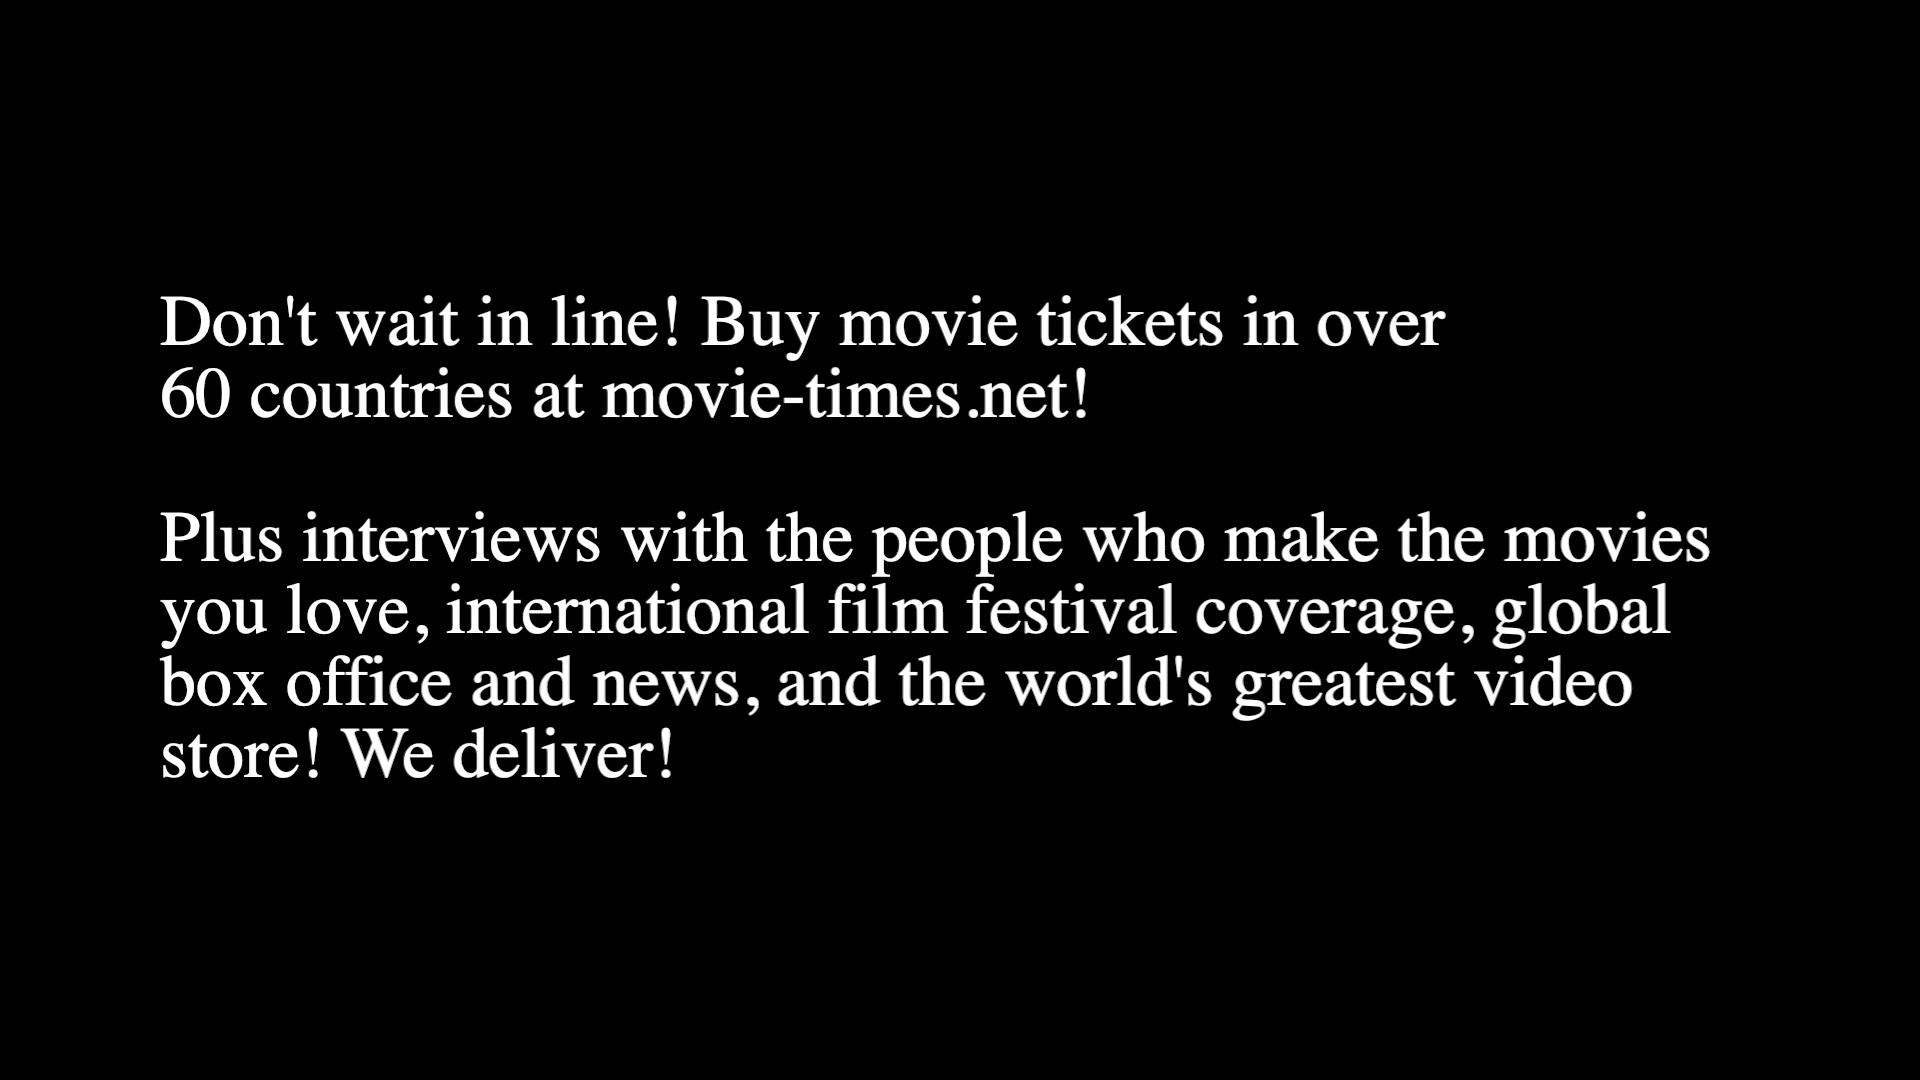 Don't wait in line! Buy movie tickets in over
60 countries at movie-times.net!
Plus interviews with the people who make the movies
you love, international film festival coverage, global
box office and news, and the world's greatest video
store! We deliver!